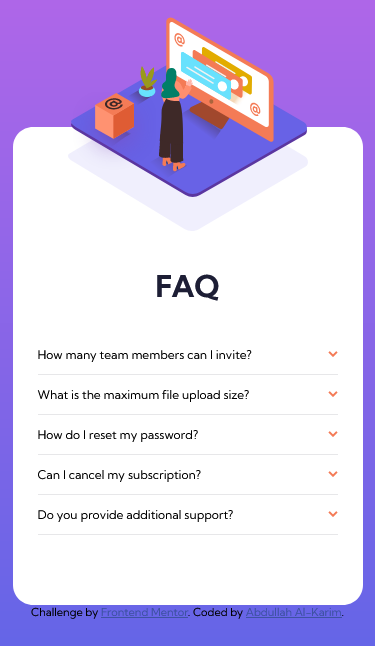 @
@
@
FAQ
How many team members can I invite?
What is the maximum file upload size?
How do I reset my password?
Can I cancel my subscription?
Do you provide additional support?
Challenge by Frontend Mentor. Coded by Abdullah Al-Karim.